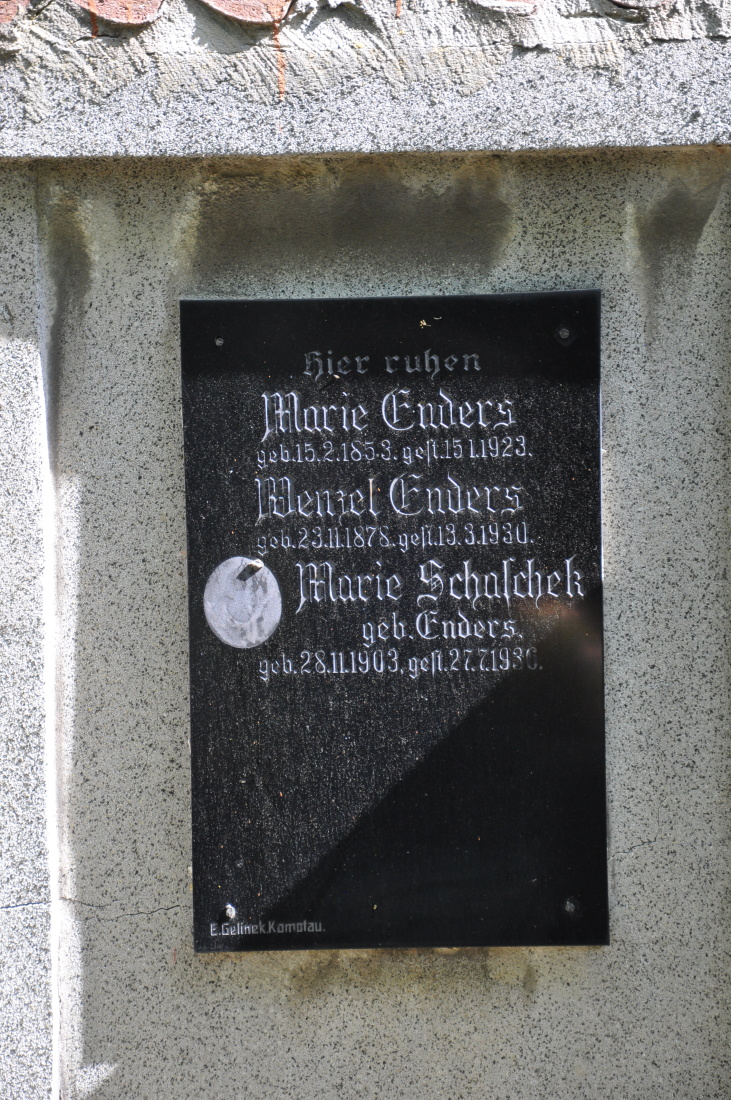 Hier ruhen
Marie Enders
geb.15.2.1853. gest.15 1.1923.
Wenzel Enders
geb.23.11.1878. gest.13.3.1930.
Marie Schaschek
geb. Enders.
geb. 28.11.1903, gest.27.7.1936.
E.Gelinek.Komotau.